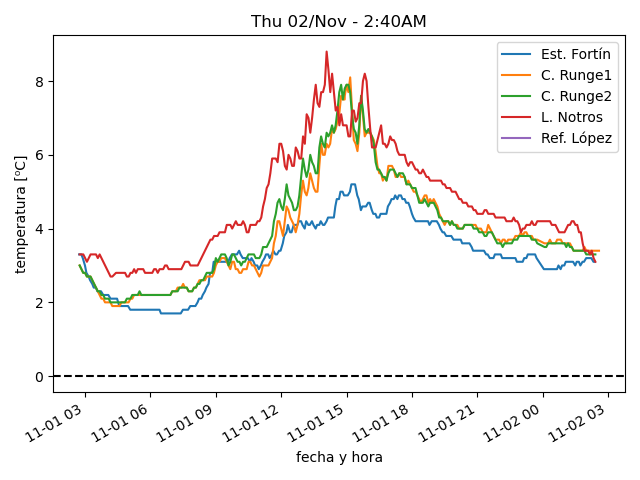 Thu 02/Nov - 2:40AM
temperatura [ºC]
8
6
4
2
0
Est. Fortín
C. Runge1
C. Runge2
L. Notros
Ref. López
11-01 03
11-01 06
11-01 09
11-01 12
11-01 15
11-01 18
11-01 21
11-02 00
11-02 03
fecha y hora